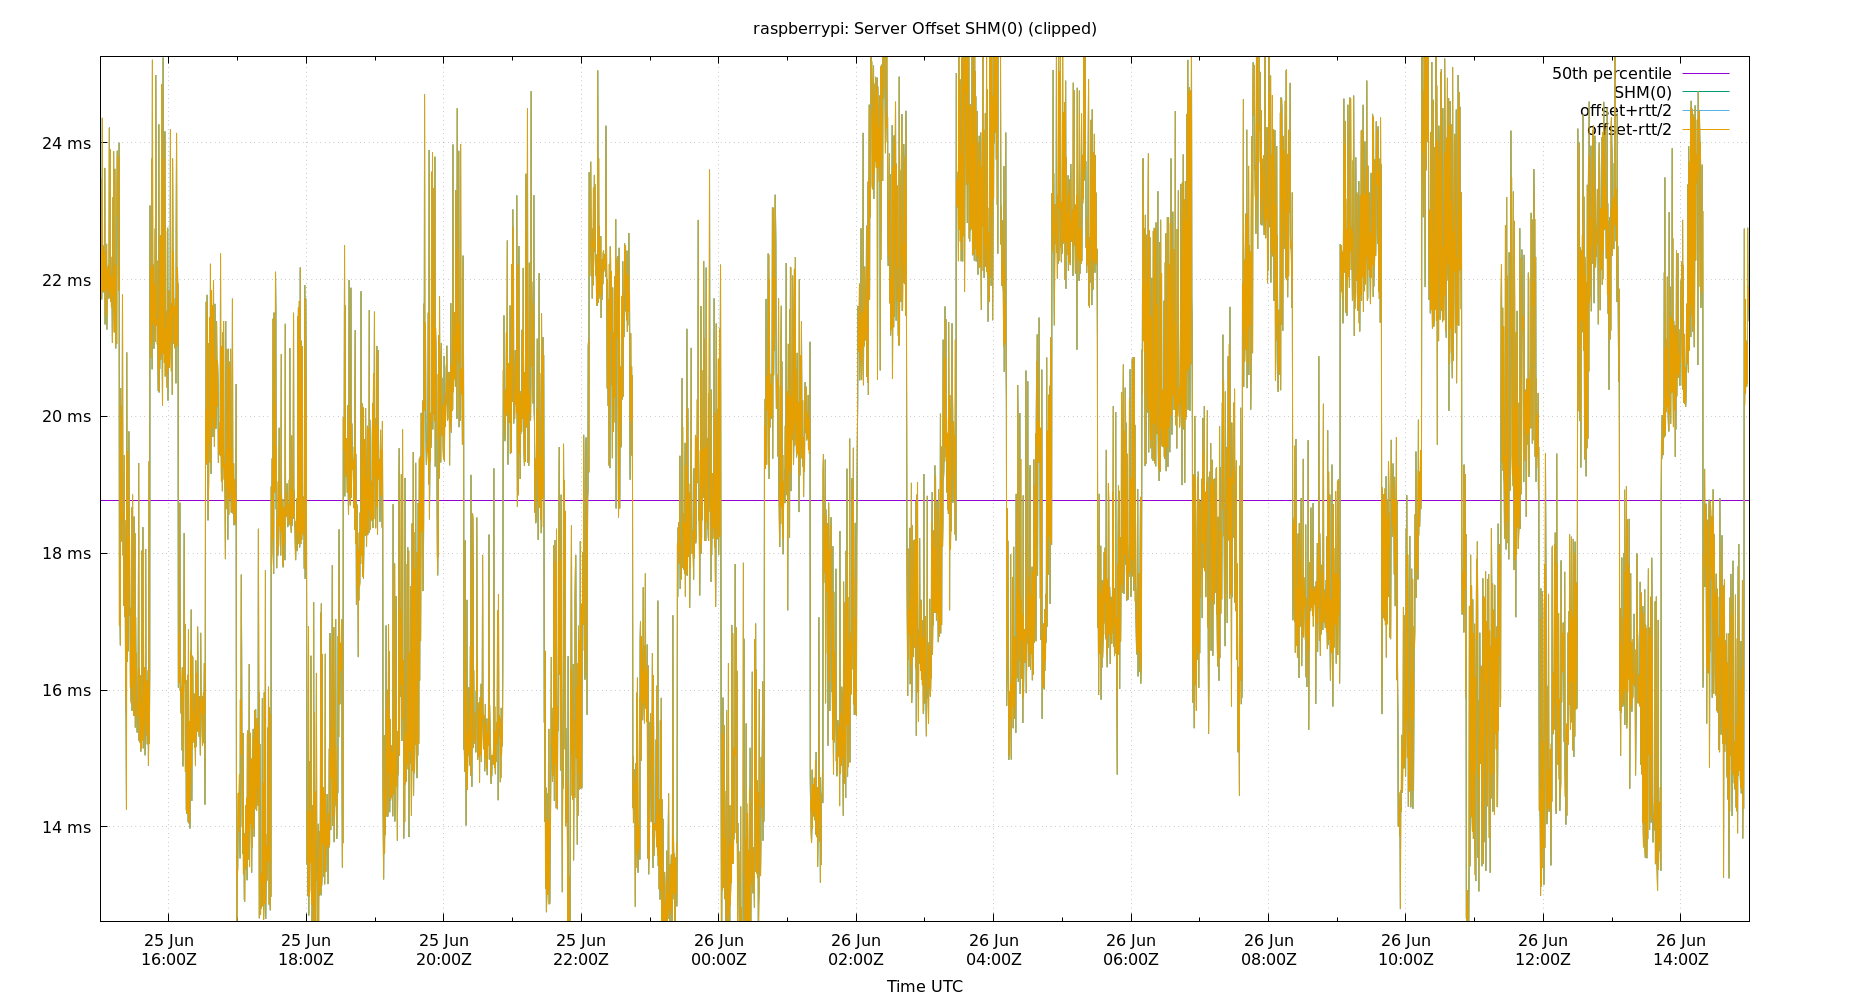 raspberrypi: Server Offset SHM(0) (clipped)
50th percentile
SHM(0)
offset+rtt/2
offset-rtt/2
24 ms
22 ms
20 ms
18 ms
16 ms
14 ms
25 Jun 25 Jun 25 Jun 25 Jun 26 Jun 26 Jun 26 Jun 26 Jun 26 Jun 26 Jun 26 Jun 26 Jun
16:00Z 18:00Z 20:00Z 22:00Z 00:00Z 02:00Z 04:00Z 06:00Z 08:00Z 10:00Z 12:00Z 14:00Z
Time UTC